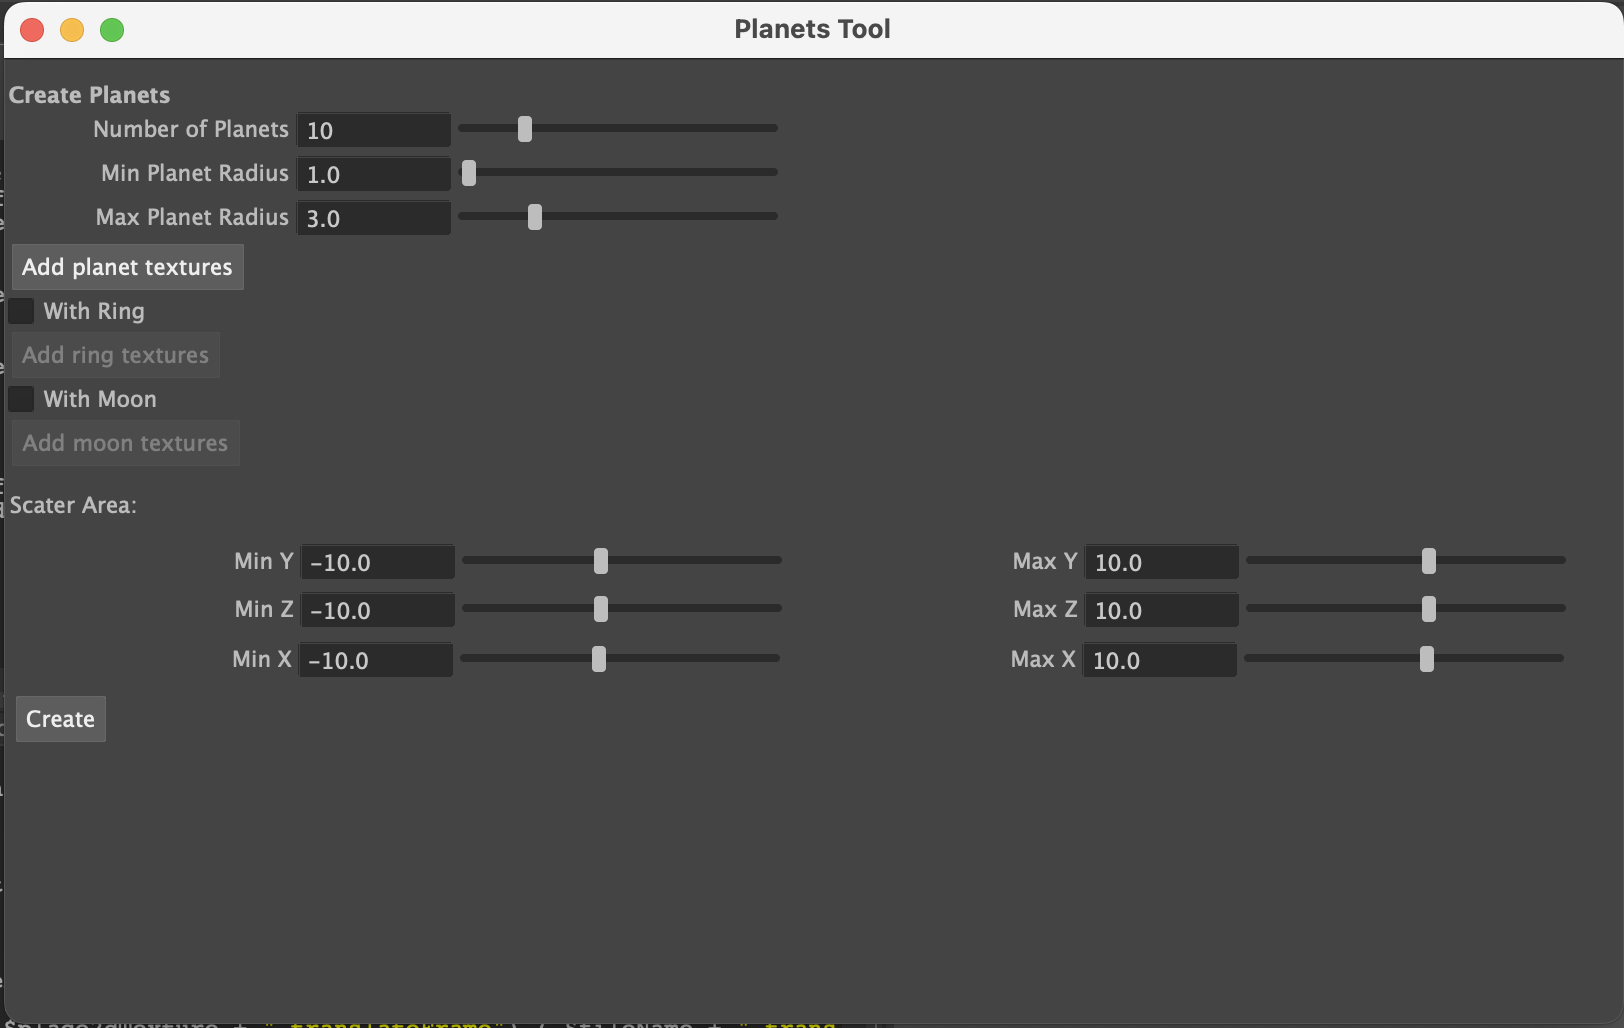 Planets Tool
Create Planets
Number of Planets 10
Min Planet Radius 1.0
Max Planet Radius 3.0
Add planet textures
With Ring
Add ring textures
With Moon
Add moon textures
Scater Area:
Min Y -10.0 Max Y 10.0
Min Z -10.0 Max Z 10.0
Min X -10.0 Max X 10.0
Create